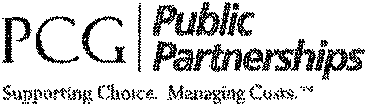 PCG Public
Partnerships
Supporting Choice. Managing Costs.™